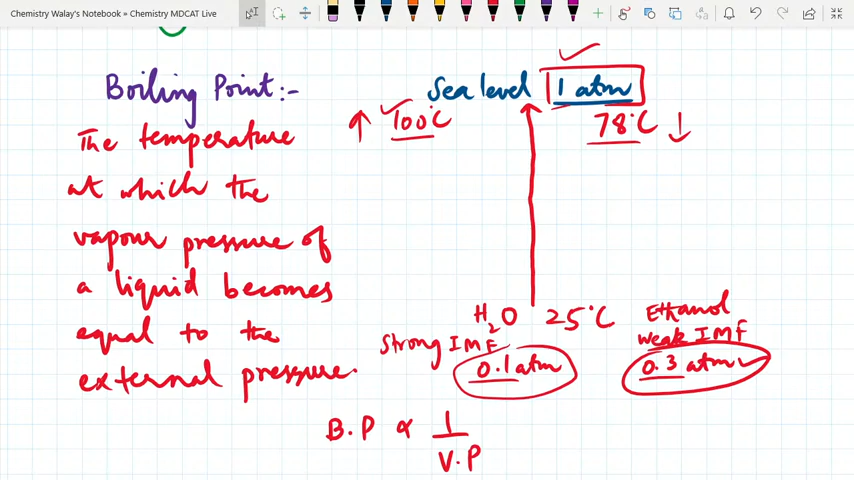 Chemistry Walay's Notebook » Chemistry MDCAT Live
Boiling Point:-
The temperature
at which the
vapour pressure of
a liquid becomes
equal to the
external pressure.
Sea level 1 atm
100°C
78°C
H2O 25°C
Ethanol
Strong IMF
weak IMF
0.1 atm
0.3 atm
B.P ∝ 1
V.P